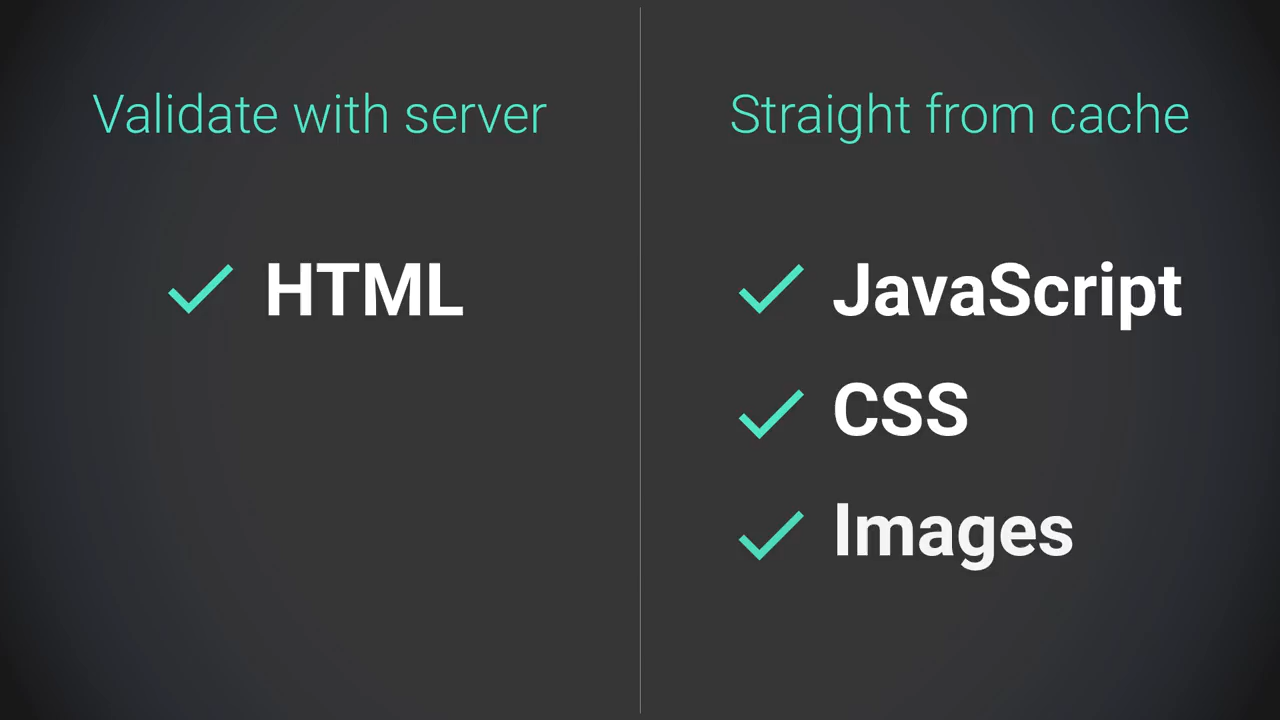 Validate with server
HTML
Straight from cache
JavaScript
CSS
Images